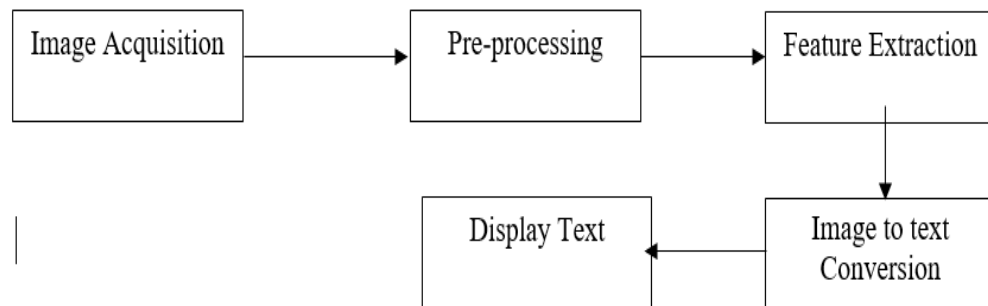 Image Acquisition
Pre-processing
Feature Extraction
Image to text
Conversion
Display Text